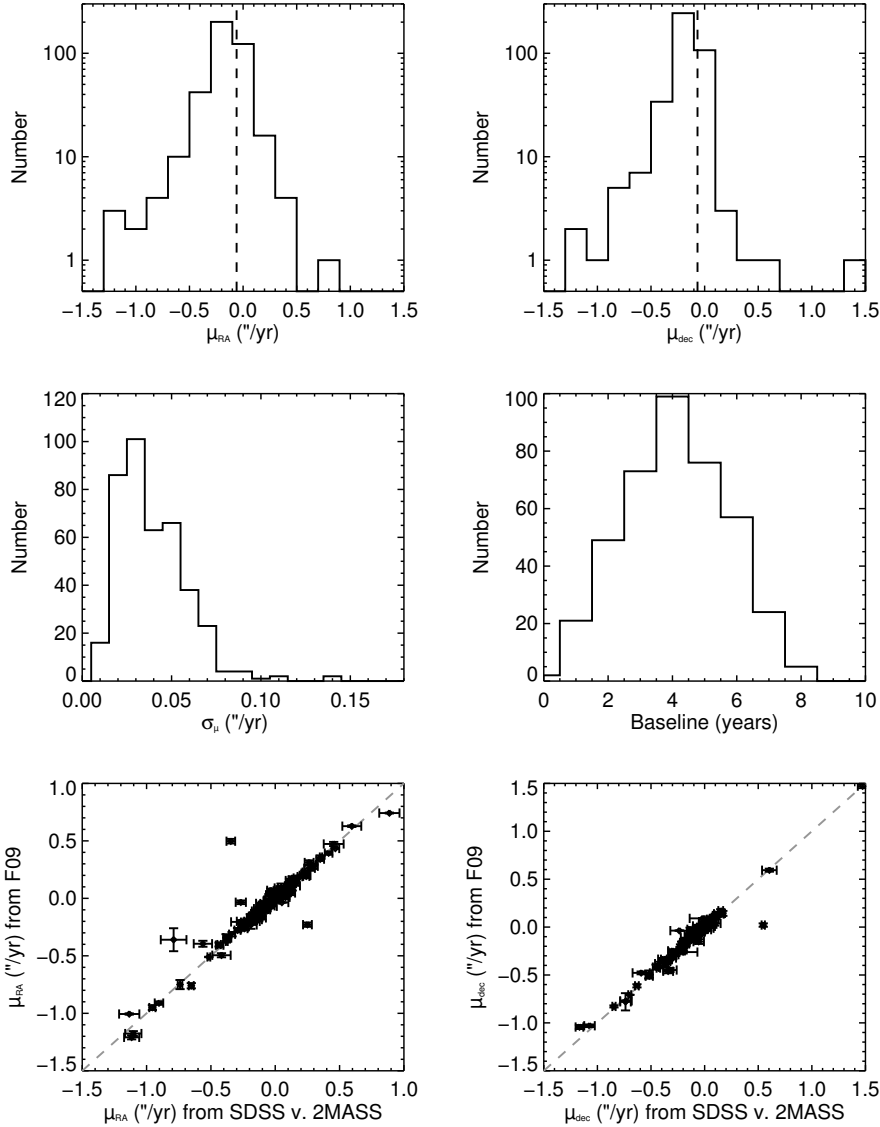 100
10
1
Number
−1.5 −1.0 −0.5 −0.0 0.5 1.0 1.5
μRA ("/yr)
100
10
1
Number
−1.5 −1.0 −0.5 −0.0 0.5 1.0 1.5
μdec ("/yr)
120
100
80
60
40
20
0
Number
0.00 0.05 0.10 0.15
σμ ("/yr)
100
80
60
40
20
0
Number
0 2 4 6 8 10
Baseline (years)
1.0
0.5
0.0
−0.5
−1.0
−1.5
μRA ("/yr) from F09
−1.5 −1.0 −0.5 0.0 0.5 1.0
μRA ("/yr) from SDSS v. 2MASS
1.5
1.0
0.5
0.0
−0.5
−1.0
−1.5
μdec ("/yr) from F09
−1.5 −1.0 −0.5 0.0 0.5 1.0 1.5
μdec ("/yr) from SDSS v. 2MASS